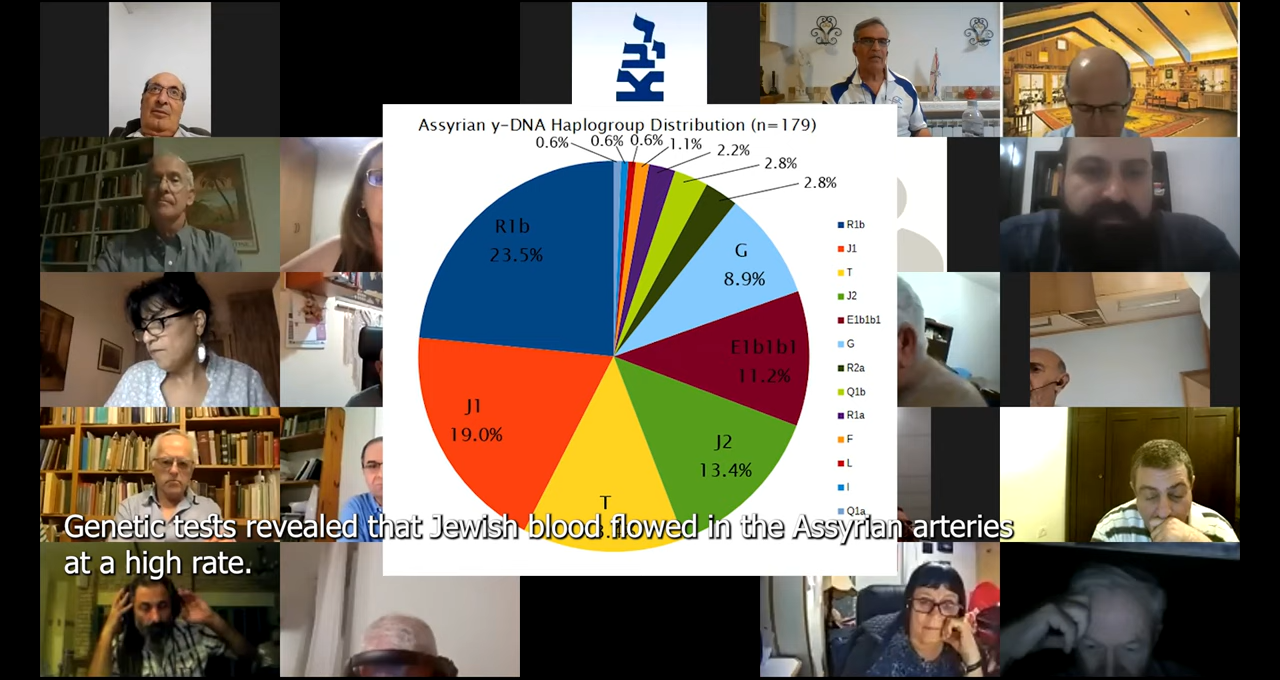 Assyrian y-DNA Haplogroup Distribution (n=179)
0.6%
0.6%
0.6%
1.1%
2.2%
2.8%
2.8%
R1b
23.5%
G
8.9%
E1b1b1
11.2%
J1
19.0%
J2
13.4%
T
R1b
J1
T
J2
E1b1b1
G
R2a
Q1b
R1a
F
L
I
Q1a
Genetic tests revealed that Jewish blood flowed in the Assyrian arteries
at a high rate.